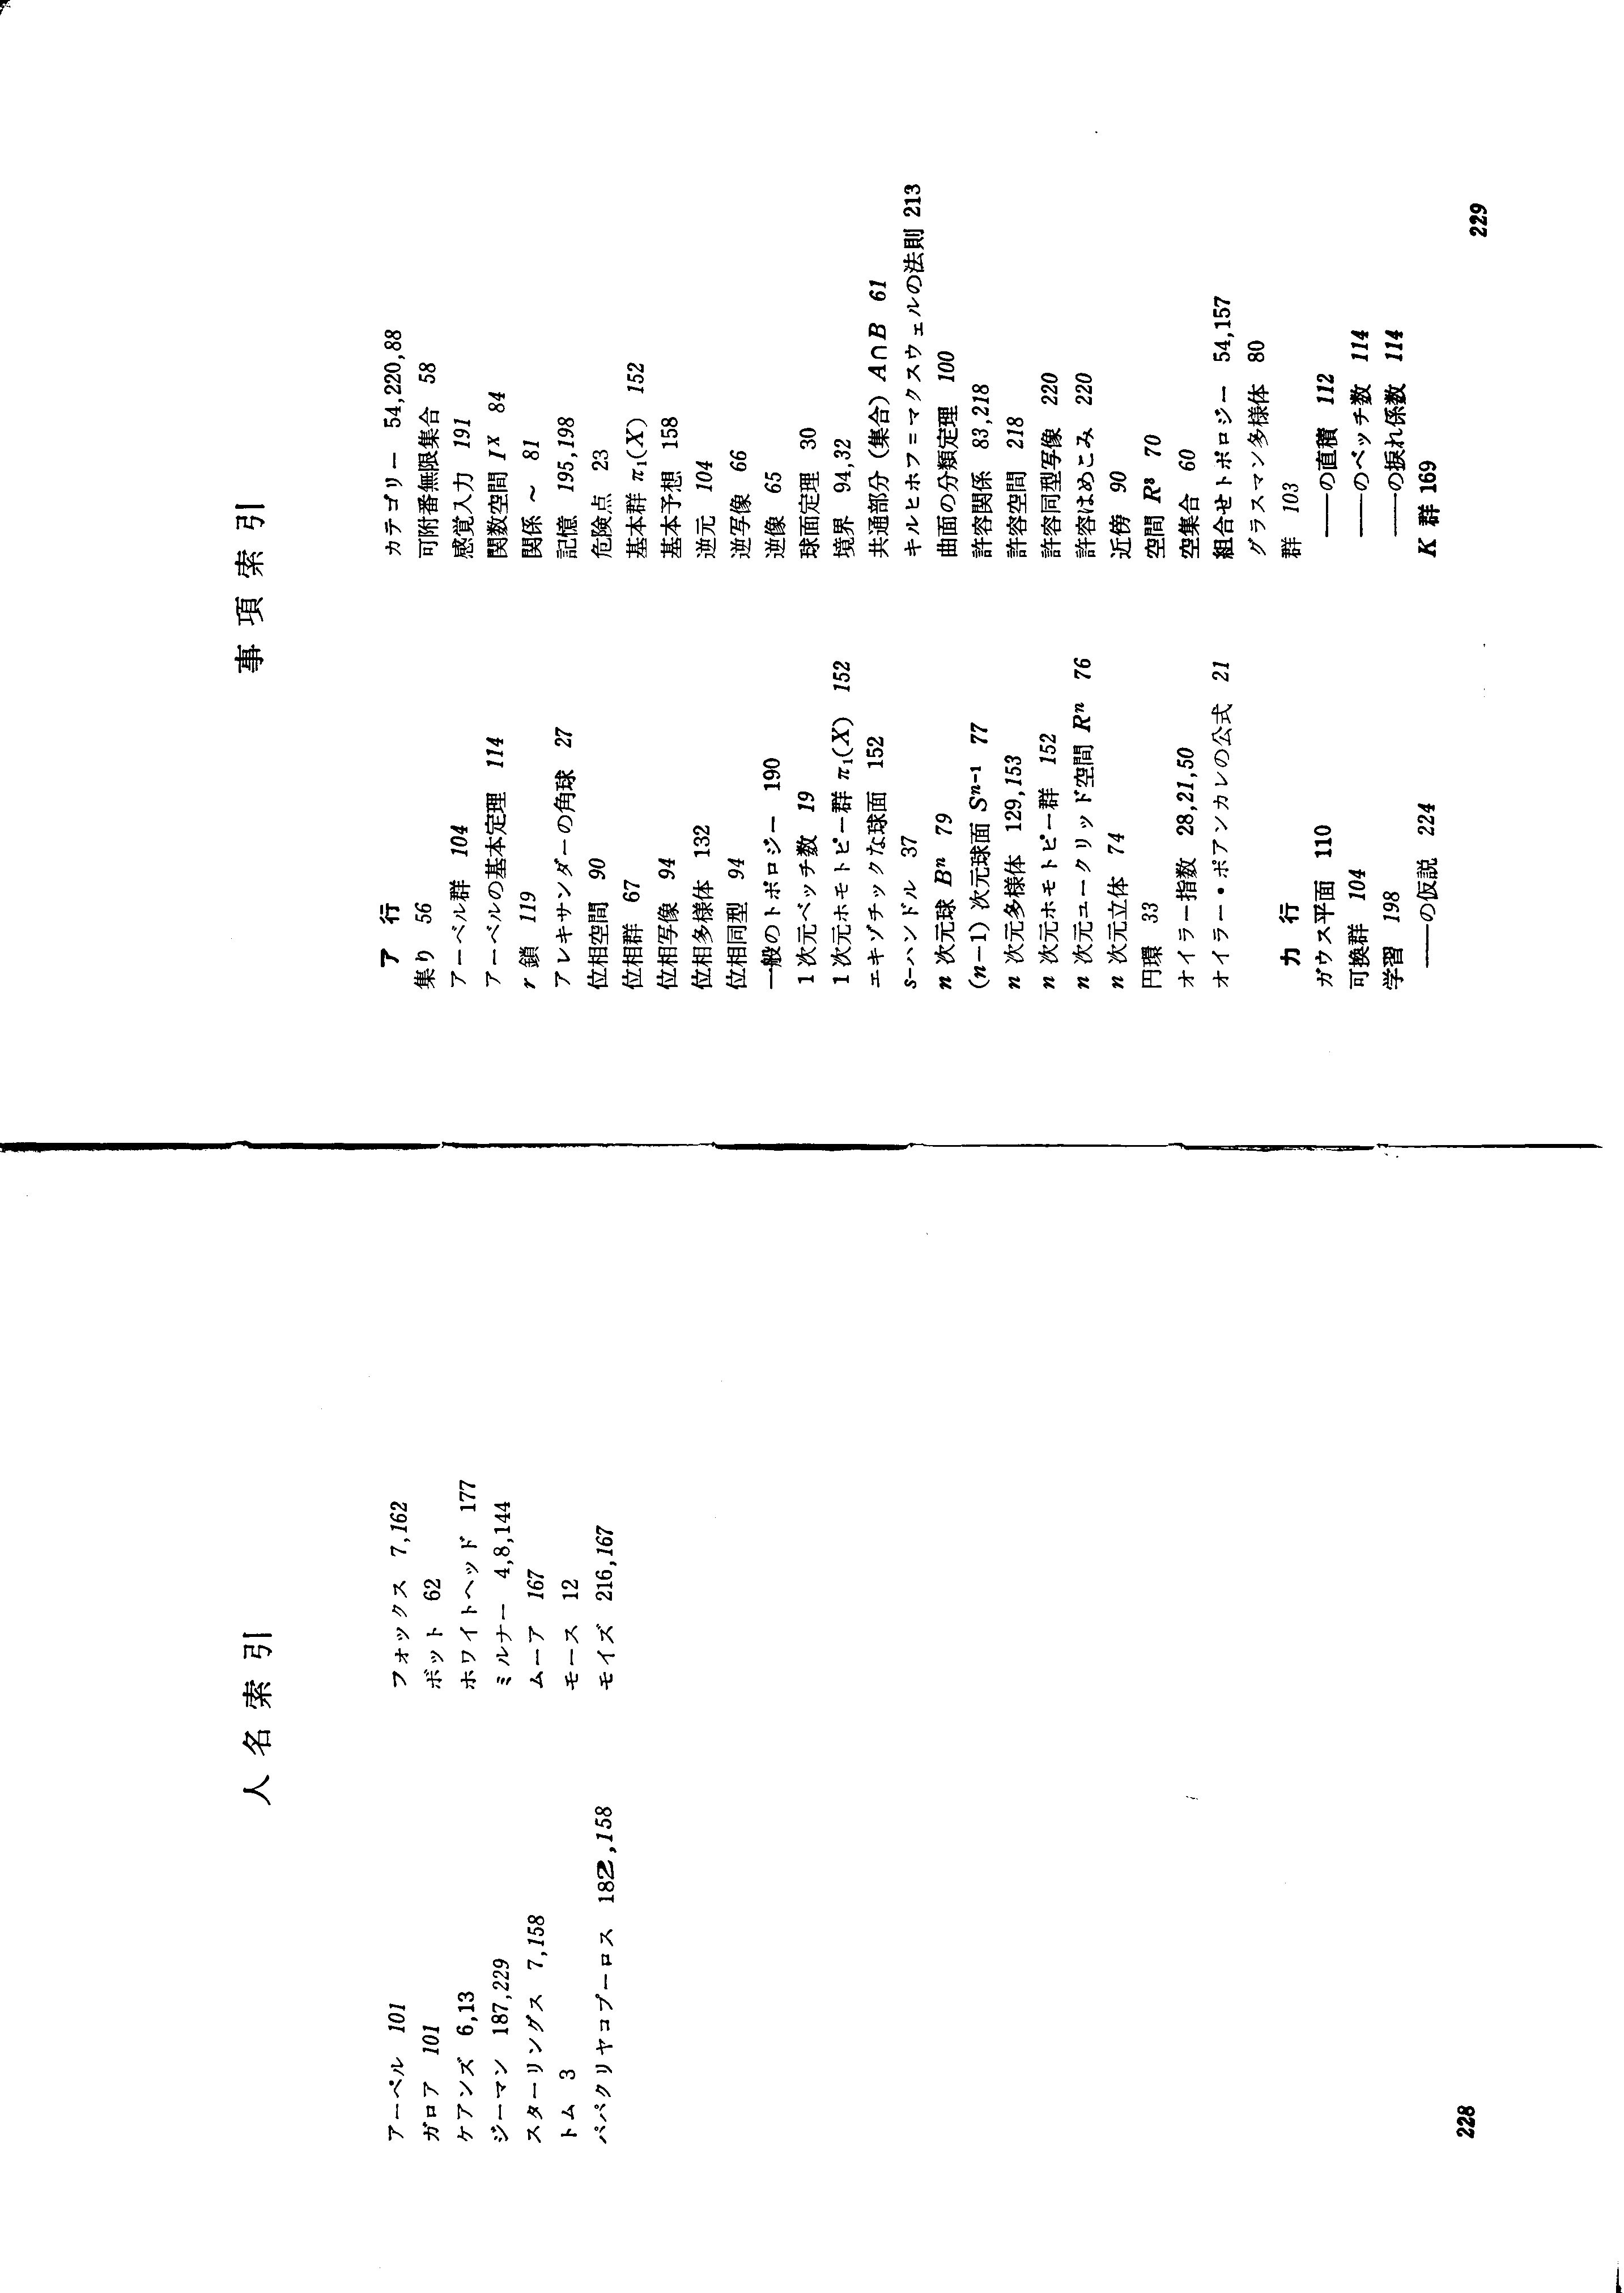 人名索引
アーベル 101
ガロア 101
ケアンズ 6,13
ジーマン 187,229
スターリングス 7,158
トム 3
パパクリヤコプーロス 182,158
フォックス 7,162
ボット 62
ホワイトヘッド 177
ミルナー 4,8,144
ムーア 167
モース 12
モイズ 216,167
228
事項索引
ア行
集り 56
アーベル群 104
アーベルの基本定理 114
r鎖 119
アレキサンダーの角球 27
位相空間 90
位相群 67
位相写像 94
位相多様体 132
位相同型 94
一般のトポロジー 190
1次元ベッチ数 19
1次元ホモトピー群 π₁(X) 152
エキゾチックな球面 152
s-ハンドル 37
n次元球 Bⁿ 79
(n-1)次元球面 Sⁿ⁻¹ 77
n次元多様体 129,153
n次元ホモトピー群 152
n次元ユークリッド空間 Rⁿ 76
n次元立体 74
円環 33
オイラー指数 28,21,50
オイラー・ポアンカレの公式 21
カ行
ガウス平面 110
可換群 104
学習 198
——の仮説 224
カテゴリー 54,220,88
可附番無限集合 58
感覚入力 191
関数空間 Iˣ 84
関係~ 81
記憶 195,198
危険点 23
基本群 π₁(X) 152
基本予想 158
逆元 104
逆写像 66
逆像 65
球面定理 30
境界 94,32
共通部分(集合)A∩B 61
キルヒホフ=マクスウェルの法則 213
曲面の分類定理 100
許容関係 83,218
許容空間 218
許容同型写像 220
許容はめこみ 220
近傍 90
空間 R³ 70
空集合 60
組合せトポロジー 54,157
グラスマン多様体 80
群 103
——の直積 112
——のベッチ数 114
——の捩れ係数 114
K群 169
229